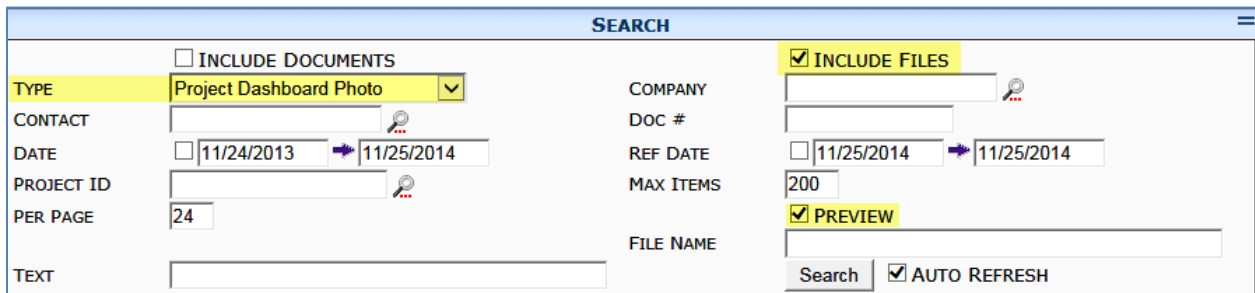 SEARCH
INCLUDE DOCUMENTS INCLUDE FILES
TYPE Project Dashboard Photo COMPANY
CONTACT DOC #
DATE 11/24/2013 11/25/2014 REF DATE 11/25/2014 11/25/2014
PROJECT ID MAX ITEMS 200
PER PAGE 24 PREVIEW
FILE NAME
TEXT Search AUTO REFRESH